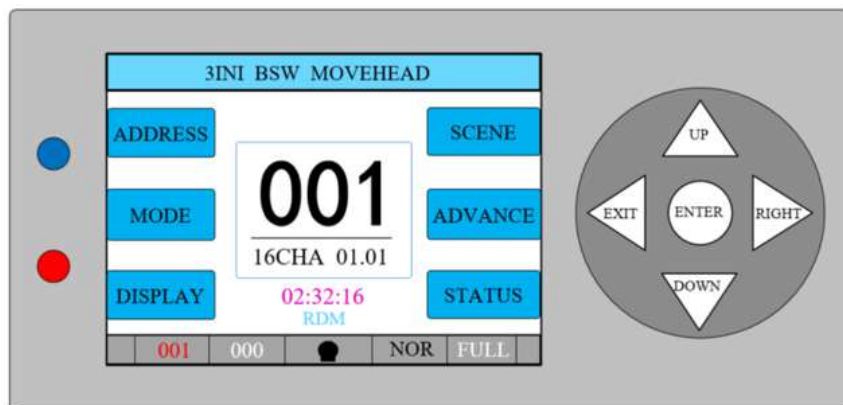 3INI BSW MOVEHEAD
ADDRESS
SCENE
001
MODE
ADVANCE
16CHA 01.01
DISPLAY
02:32:16
STATUS
RDM
001 000 NOR FULL
UP
EXIT ENTER RIGHT
DOWN